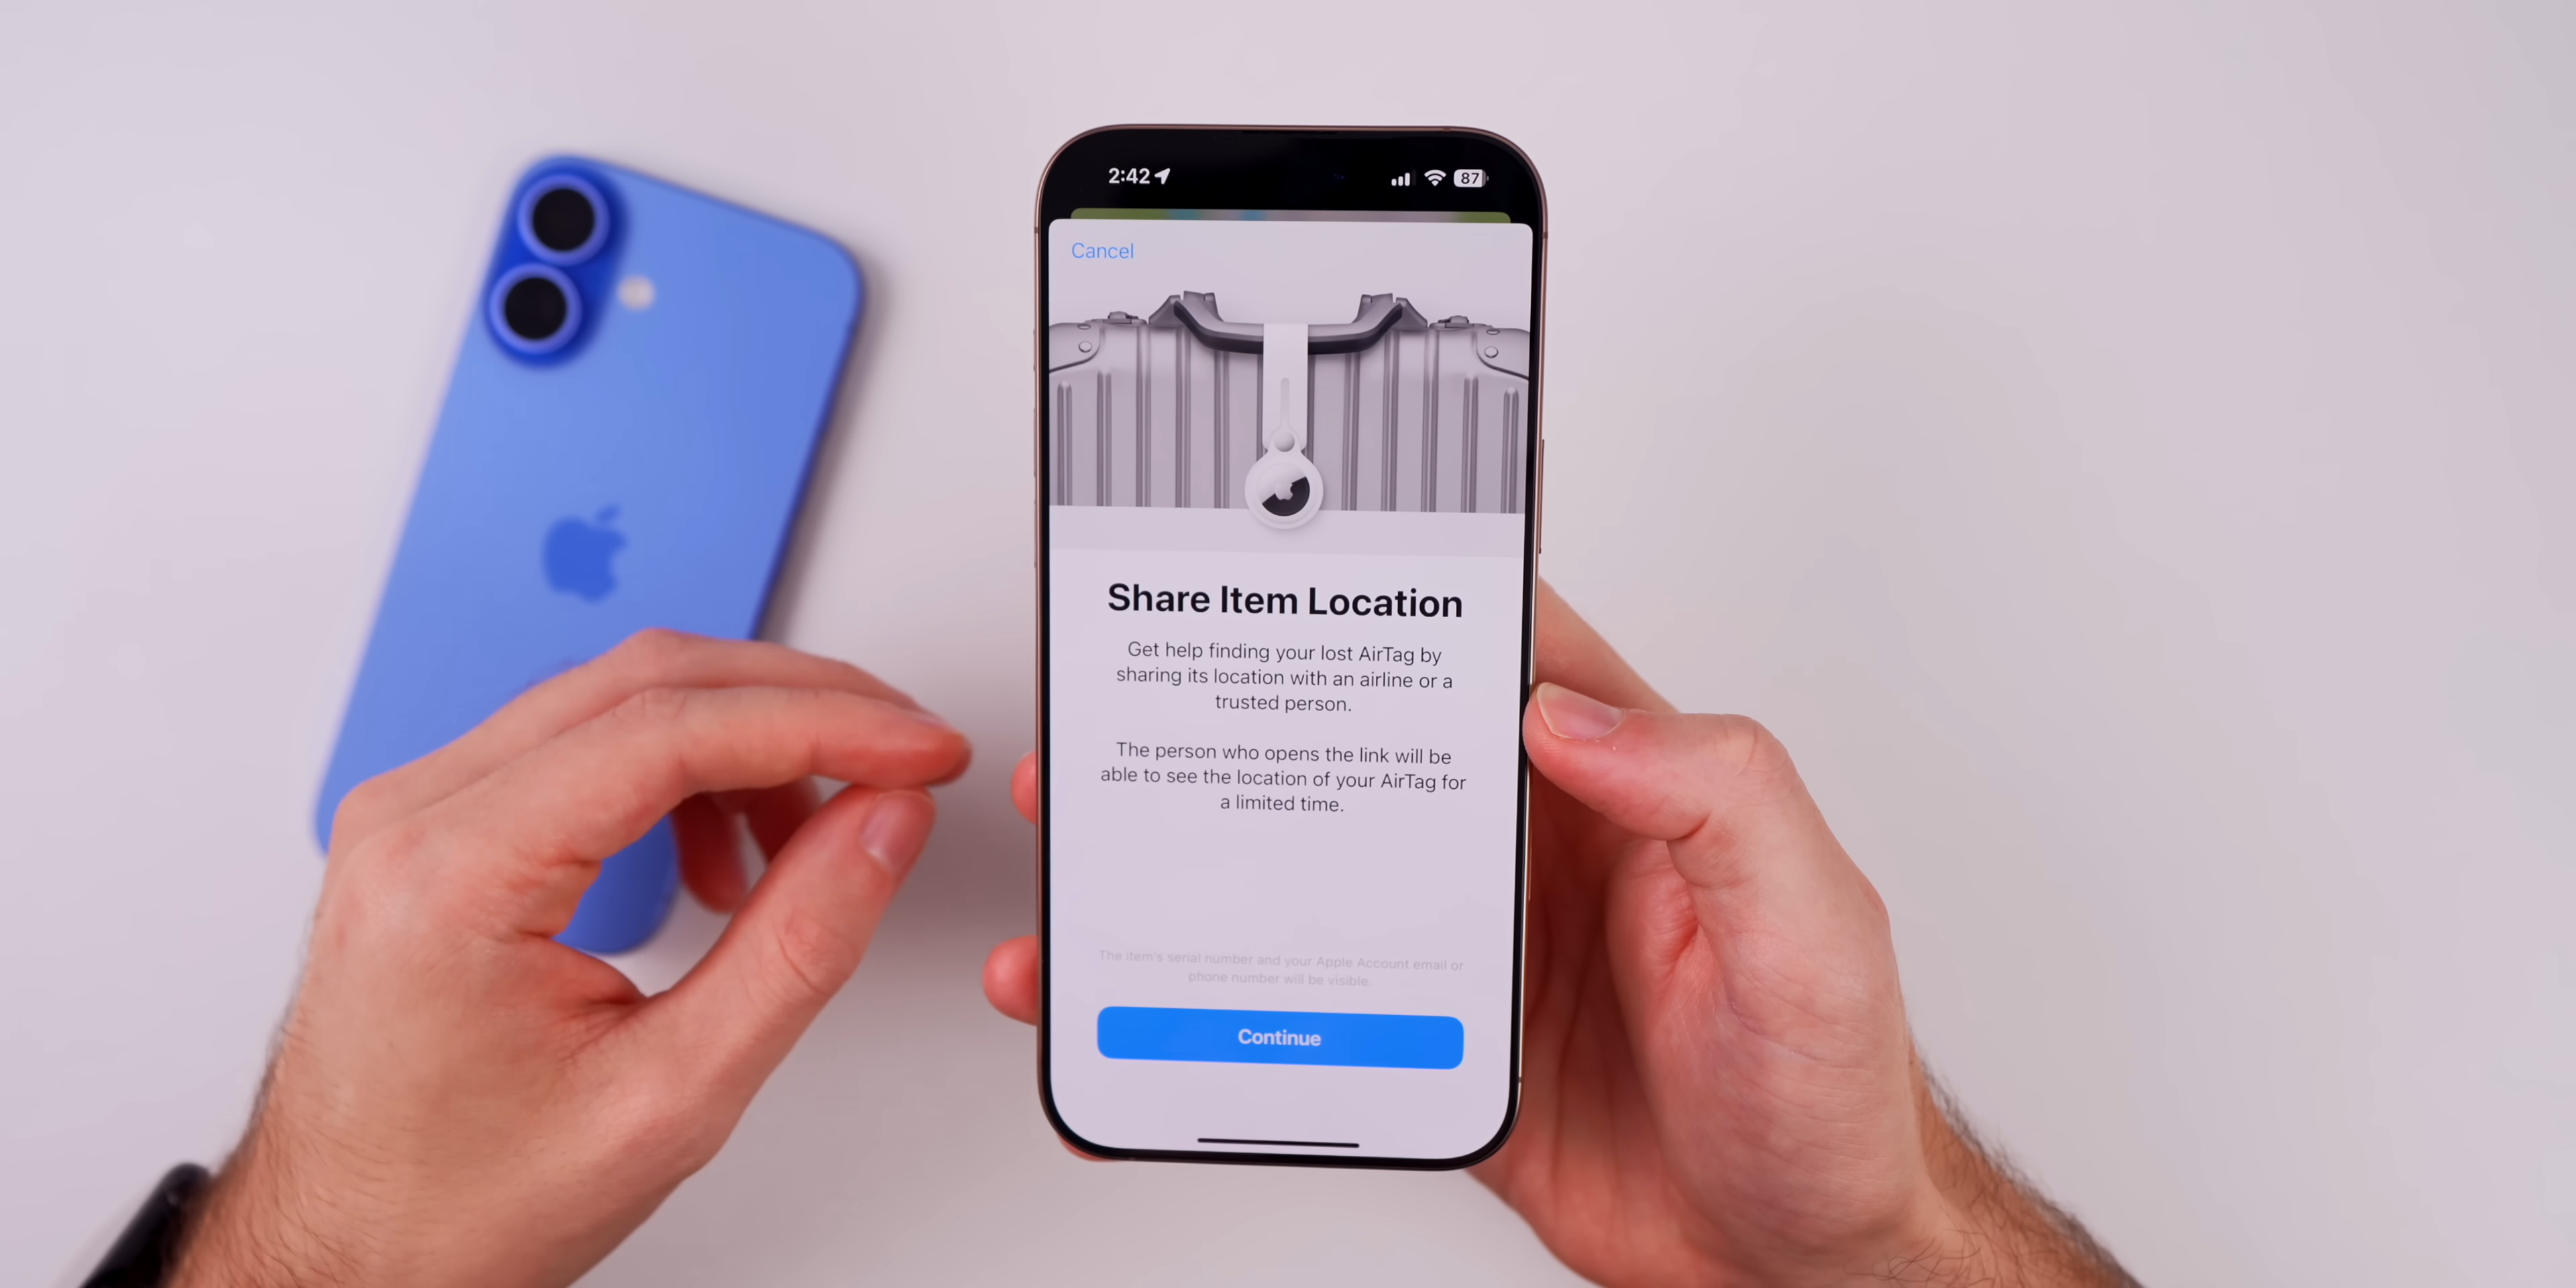 2:42 87
Cancel
Share Item Location
Get help finding your lost AirTag by
sharing its location with an airline or a
trusted person.
The person who opens the link will be
able to see the location of your AirTag for
a limited time.
The item's serial number and your Apple Account email or
phone number will be visible.
Continue